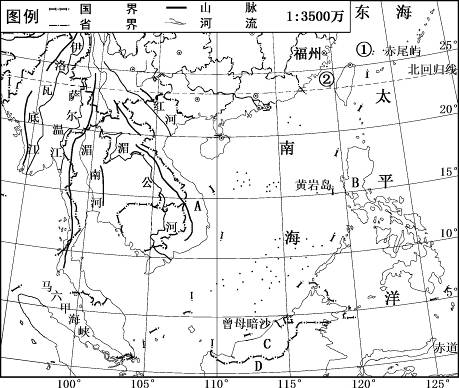 图例 国界 山脉 1:3500万
省界 河流
东海
福州
①
赤尾屿
②
北回归线
太平洋
25°
20°
15°
10°
5°
赤道
伊洛瓦底江
萨尔温江
湄南河
湄公河
红河
南海
黄岩岛
A
B
马六甲海峡
曾母暗沙
C
D
100° 105° 110° 115° 120° 125°